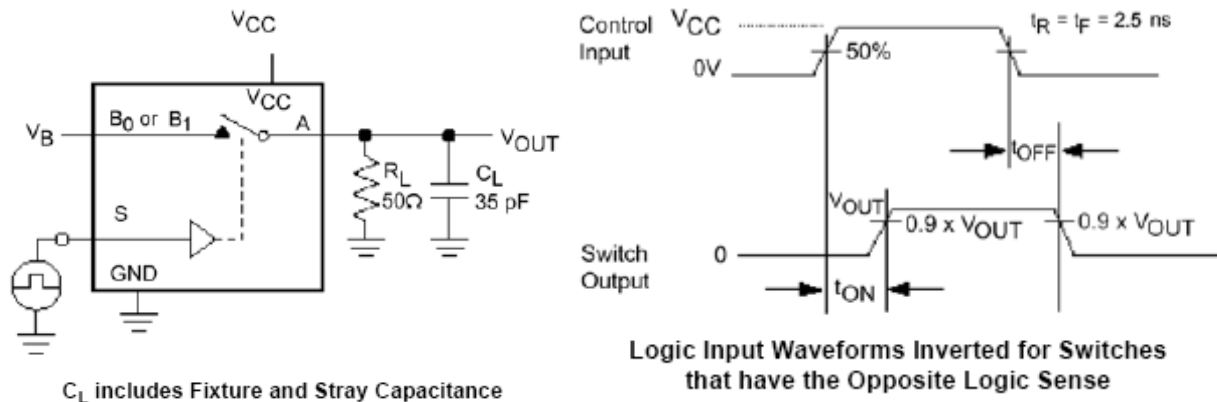 VCC
VCC
VB
B0 or B1
A
VOUT
RL
50Ω
CL
35 pF
S
GND
CL includes Fixture and Stray Capacitance
Control
Input
VCC
0V
50%
tR = tF = 2.5 ns
tOFF
VOUT
0.9 x VOUT
0.9 x VOUT
Switch
Output
0
tON
Logic Input Waveforms Inverted for Switches
that have the Opposite Logic Sense